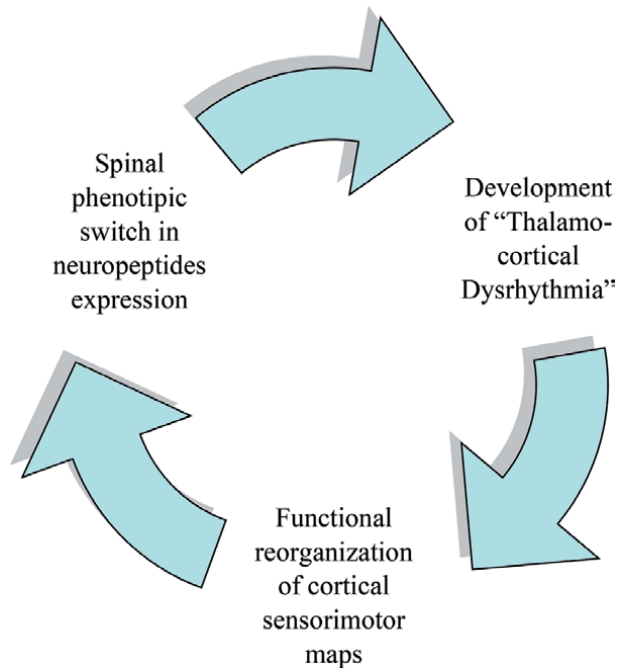 Spinal
phenotipic
switch in
neuropeptides
expression
Development
of “Thalamo-
cortical
Dysrhythmia”
Functional
reorganization
of cortical
sensorimotor
maps